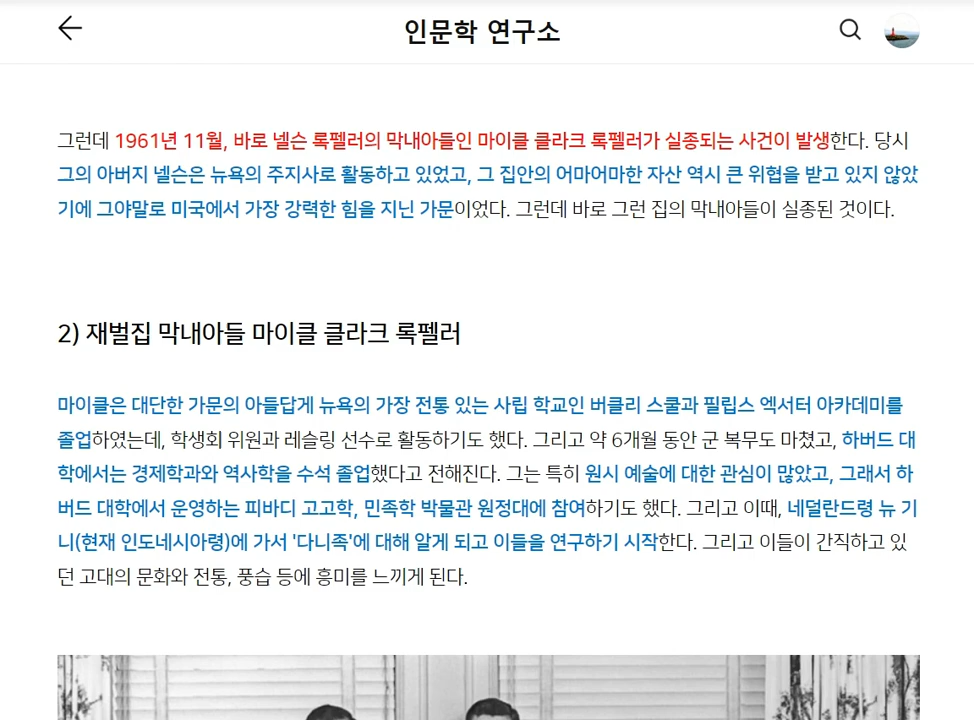 인문학 연구소
그런데 1961년 11월, 바로 넬슨 록펠러의 막내아들인 마이클 클라크 록펠러가 실종되는 사건이 발생한다. 당시
그의 아버지 넬슨은 뉴욕의 주지사로 활동하고 있었고, 그 집안의 어마어마한 자산 역시 큰 위협을 받고 있지 않았
기에 그야말로 미국에서 가장 강력한 힘을 지닌 가문이었다. 그런데 바로 그런 집의 막내아들이 실종된 것이다.
2) 재벌집 막내아들 마이클 클라크 록펠러
마이클은 대단한 가문의 아들답게 뉴욕의 가장 전통 있는 사립 학교인 버클리 스쿨과 필립스 엑서터 아카데미를
졸업하였는데, 학생회 위원과 레슬링 선수로 활동하기도 했다. 그리고 약 6개월 동안 군 복무도 마쳤고, 하버드 대
학에서는 경제학과와 역사학을 수석 졸업했다고 전해진다. 그는 특히 원시 예술에 대한 관심이 많았고, 그래서 하
버드 대학에서 운영하는 피바디 고고학, 민족학 박물관 원정대에 참여하기도 했다. 그리고 이때, 네덜란드령 뉴 기
니(현재 인도네시아령)에 가서 '다니족'에 대해 알게 되고 이들을 연구하기 시작한다. 그리고 이들이 간직하고 있
던 고대의 문화와 전통, 풍습 등에 흥미를 느끼게 된다.